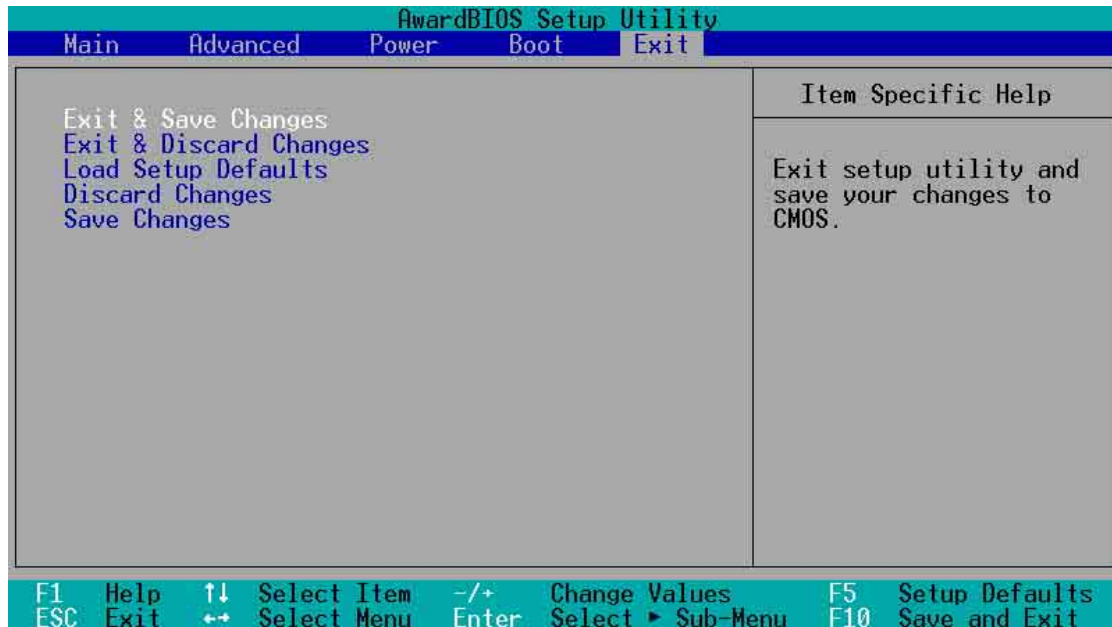 AwardBIOS Setup Utility
Main Advanced Power Boot Exit
Exit & Save Changes
Exit & Discard Changes
Load Setup Defaults
Discard Changes
Save Changes
Item Specific Help
Exit setup utility and
save your changes to
CMOS.
F1 Help ↑↓ Select Item -/+ Change Values F5 Setup Defaults
ESC Exit ←→ Select Menu Enter Select ► Sub-Menu F10 Save and Exit